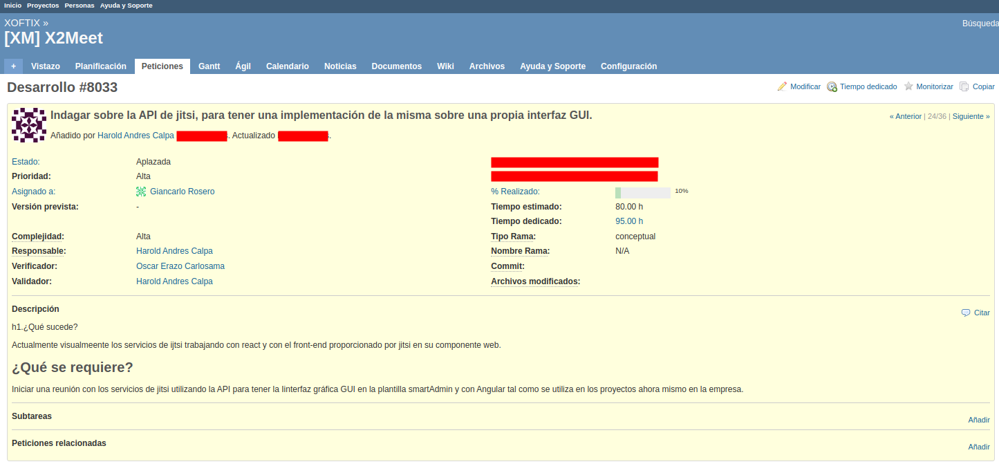 Inicio Proyectos Personas Ayuda y Soporte
XOFTIX »
Búsqueda
[XM] X2Meet
+ Vistazo Planificación Peticiones Gantt Ágil Calendario Noticias Documentos Wiki Archivos Ayuda y Soporte Configuración
Desarrollo #8033
Modificar Tiempo dedicado Monitorizar Copiar
Indagar sobre la API de jitsi, para tener una implementación de la misma sobre una propia interfaz GUI.
« Anterior | 24/36 | Siguiente »
Añadido por Harold Andres Calpa . Actualizado .
Estado: Aplazada
Prioridad: Alta
Asignado a: Giancarlo Rosero % Realizado: 10%
Versión prevista: - Tiempo estimado: 80.00 h
Tiempo dedicado: 95.00 h
Complejidad: Alta Tipo Rama: conceptual
Responsable: Harold Andres Calpa Nombre Rama: N/A
Verificador: Oscar Erazo Carlosama Commit:
Validador: Harold Andres Calpa Archivos modificados:
Descripción
Citar
h1.¿Qué sucede?
Actualmente visualmeente los servicios de ijtsi trabajando con react y con el front-end proporcionado por jitsi en su componente web.
¿Qué se requiere?
Iniciar una reunión con los servicios de jitsi utilizando la API para tener la Iinterfaz gráfica GUI en la plantilla smartAdmin y con Angular tal como se utiliza en los proyectos ahora mismo en la empresa.
Subtareas
Añadir
Peticiones relacionadas
Añadir